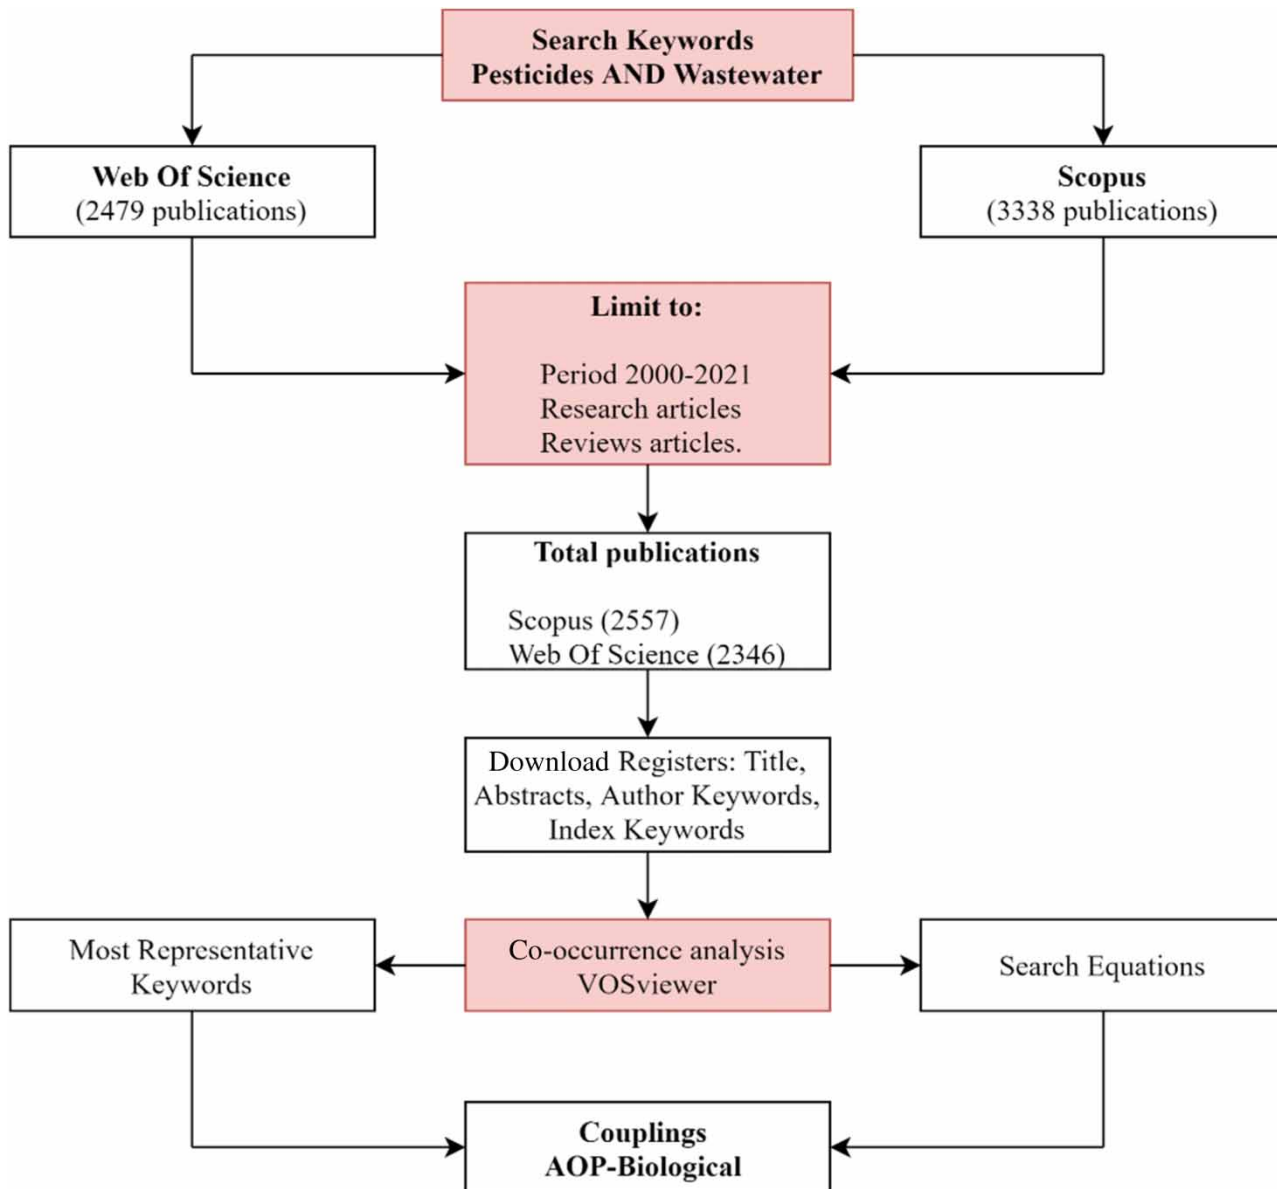 Search Keywords
Pesticides AND Wastewater
Web Of Science
(2479 publications)
Scopus
(3338 publications)
Limit to:
Period 2000-2021
Research articles
Reviews articles.
Total publications
Scopus (2557)
Web Of Science (2346)
Download Registers: Title,
Abstracts, Author Keywords,
Index Keywords
Most Representative
Keywords
Co-occurrence analysis
VOSviewer
Search Equations
Couplings
AOP-Biological